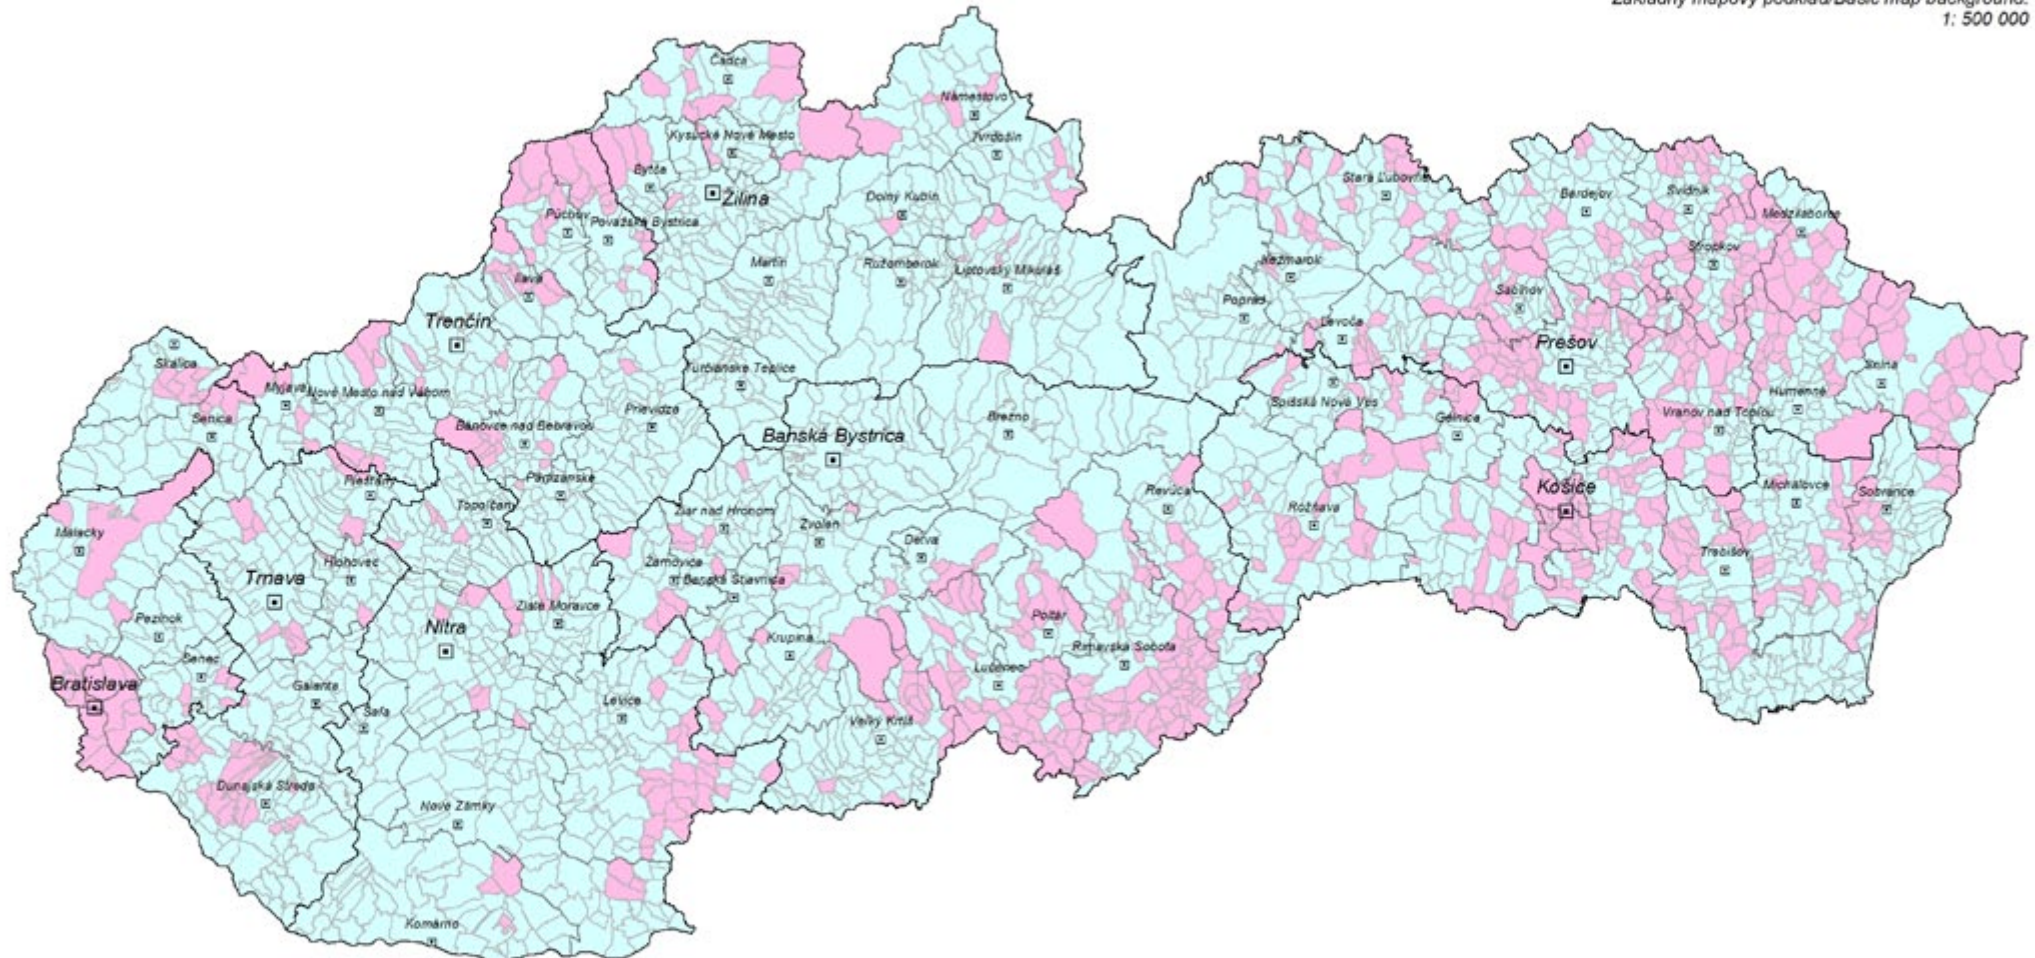 Základný mapový podklad/Basic map background:
1: 500 000
Čadca
Námestovo
Kysucké Nové Mesto
Tvrdošín
Bytča
Žilina
Dolný Kubín
Stará Ľubovňa
Bardejov
Svidník
Medzilaborce
Púchov
Považská Bystrica
Stropkov
Martin
Ružomberok
Liptovský Mikuláš
Kežmarok
Ilava
Sabinov
Poprad
Trenčín
Levoča
Prešov
Skalica
Turčianske Teplice
Snina
Myjava
Nové Mesto nad Váhom
Humenné
Spišská Nová Ves
Prievidza
Vranov nad Topľou
Senica
Brezno
Gelnica
Bánovce nad Bebravou
Banská Bystrica
Piešťany
Partizánske
Košice
Michalovce
Revúca
Sobrance
Topoľčany
Žiar nad Hronom
Rožňava
Zvolen
Malacky
Detva
Trebišov
Hlohovec
Žarnovica
Trnava
Banská Štiavnica
Zlaté Moravce
Pezinok
Nitra
Poltár
Krupina
Rimavská Sobota
Senec
Lučenec
Bratislava
Galanta
Levice
Šaľa
Veľký Krtíš
Dunajská Streda
Nové Zámky
Komárno